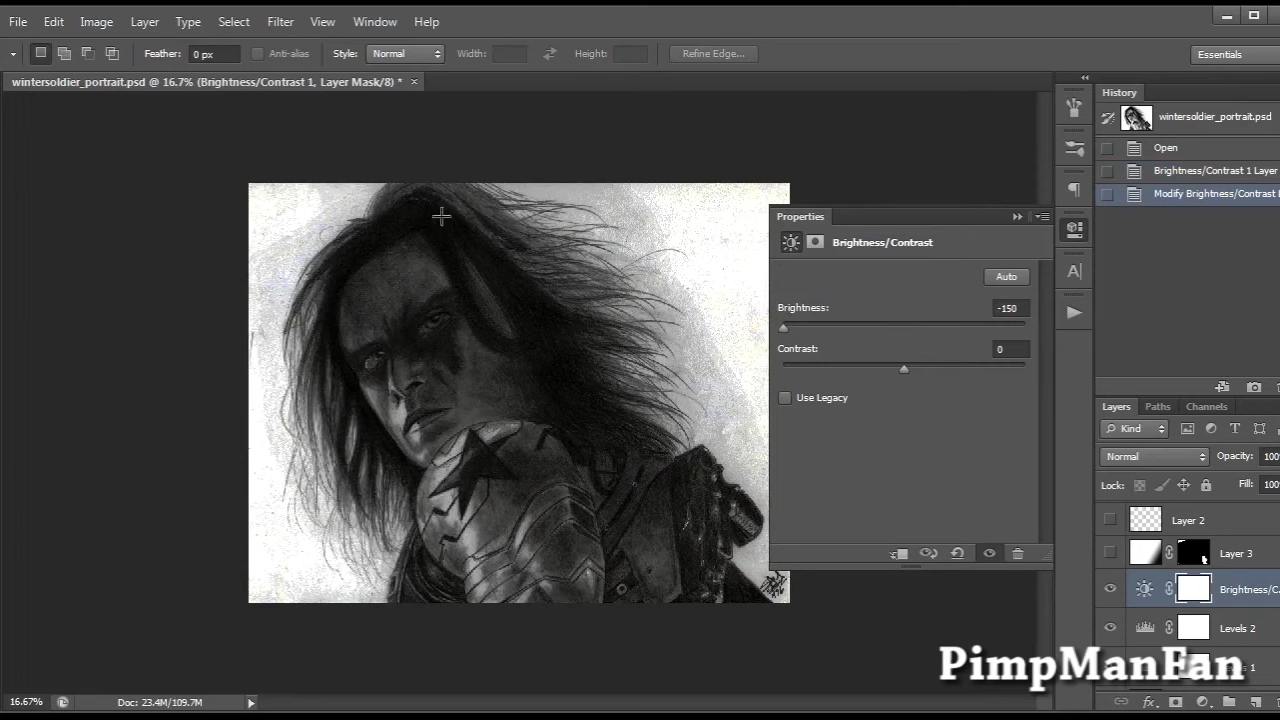 File Edit Image Layer Type Select Filter View Window Help
Feather: 0 px Anti-alias Style: Normal Width: Height: Refine Edge... Essentials
wintersoldier_portrait.psd @ 16.7% (Brightness/Contrast 1, Layer Mask/8) * ×
History
wintersoldier_portrait.psd
Open
Brightness/Contrast 1 Layer
Modify Brightness/Contrast
Properties
Brightness/Contrast
Auto
Brightness: -150
Contrast: 0
Use Legacy
Layers Paths Channels
Kind
Normal Opacity: 100
Lock: Fill: 100
Layer 2
Layer 3
Brightness/C...
Levels 2
PimpManFan
16.67% Doc: 23.4M/109.7M